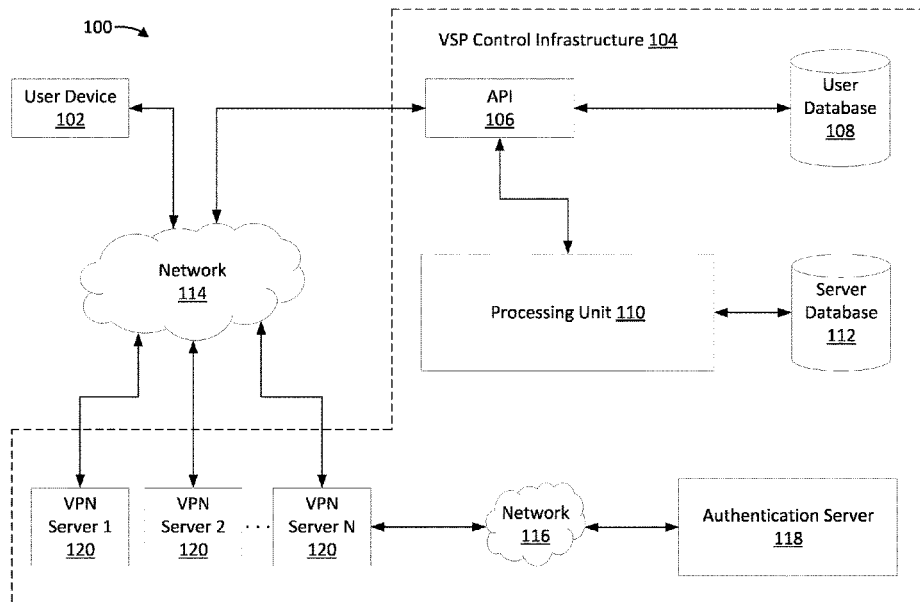 100
VSP Control Infrastructure 104
User Device
102
API
106
User
Database
108
Network
114
Processing Unit 110
Server
Database
112
VPN
Server 1
120
VPN
Server 2
120
. . .
VPN
Server N
120
Network
116
Authentication Server
118